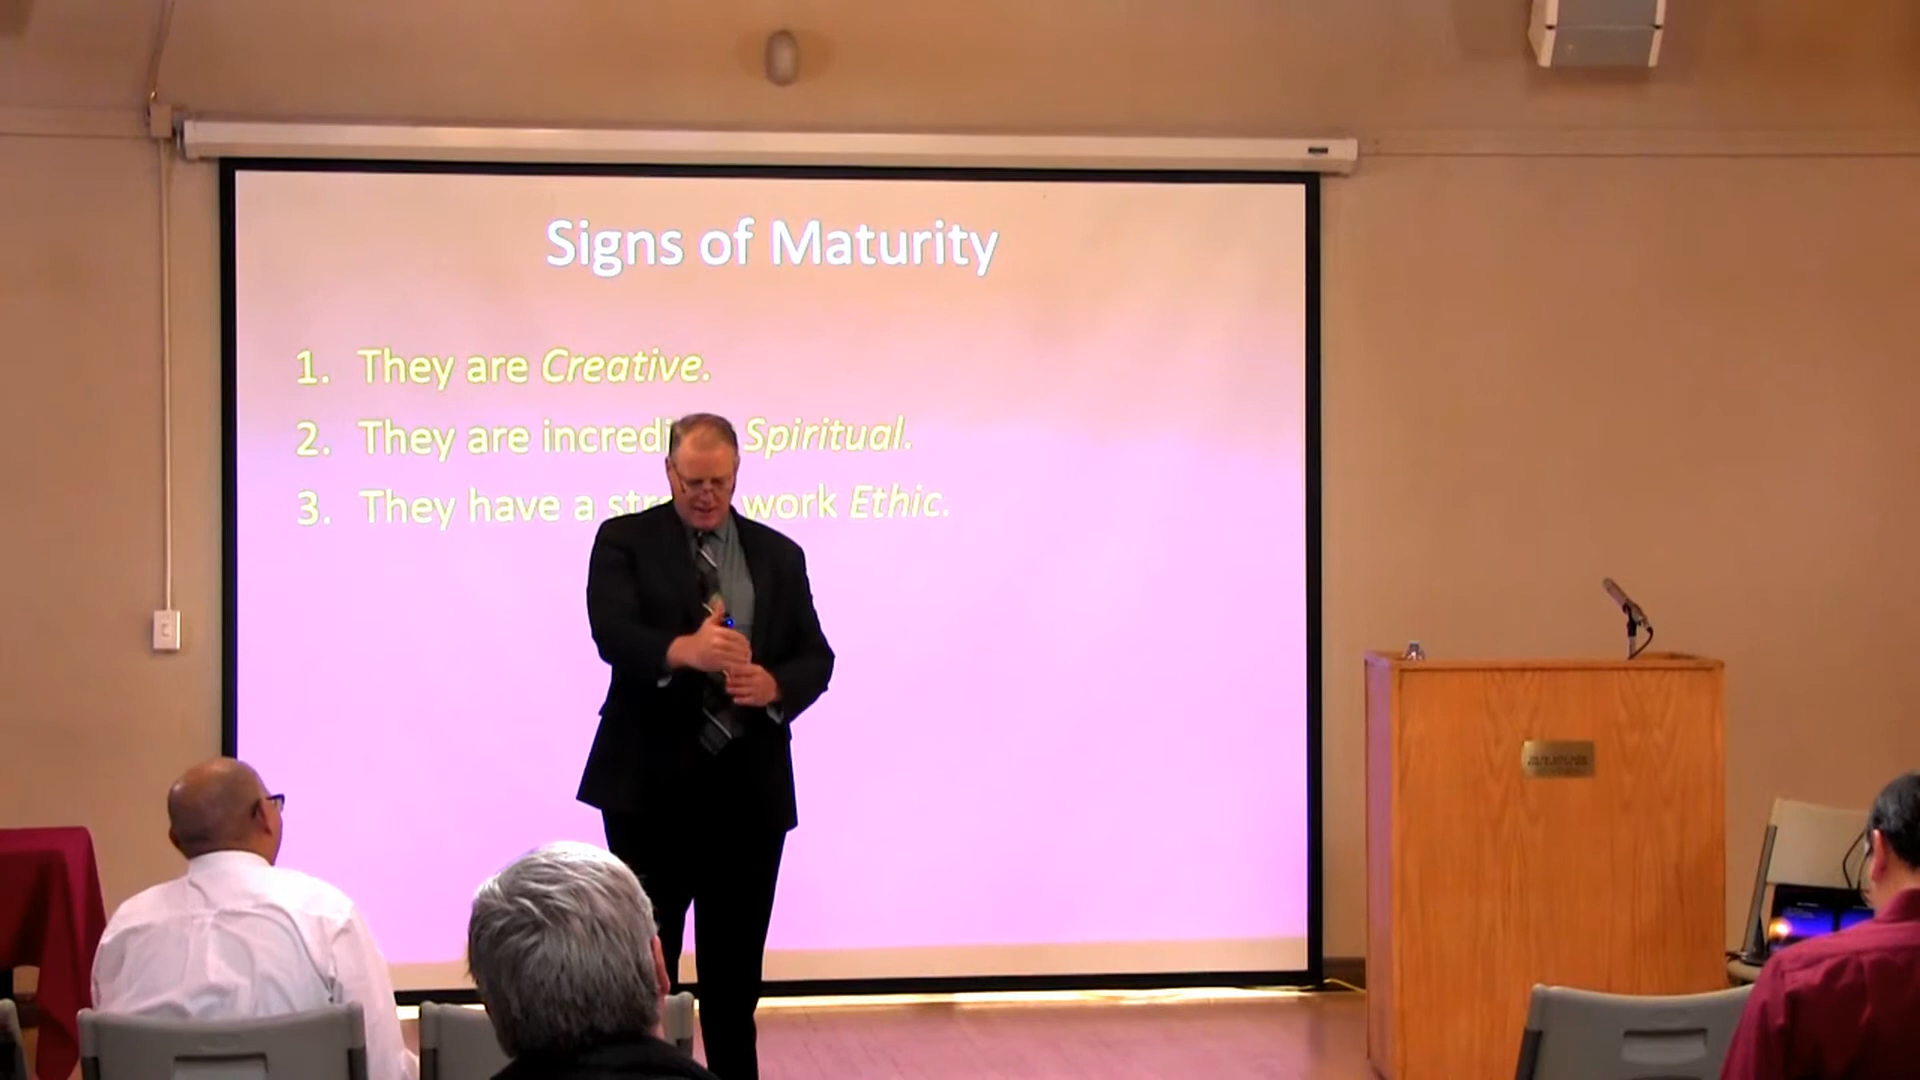 Signs of Maturity
1. They are Creative.
2. They are incredi Spiritual.
3. They have a str work Ethic.